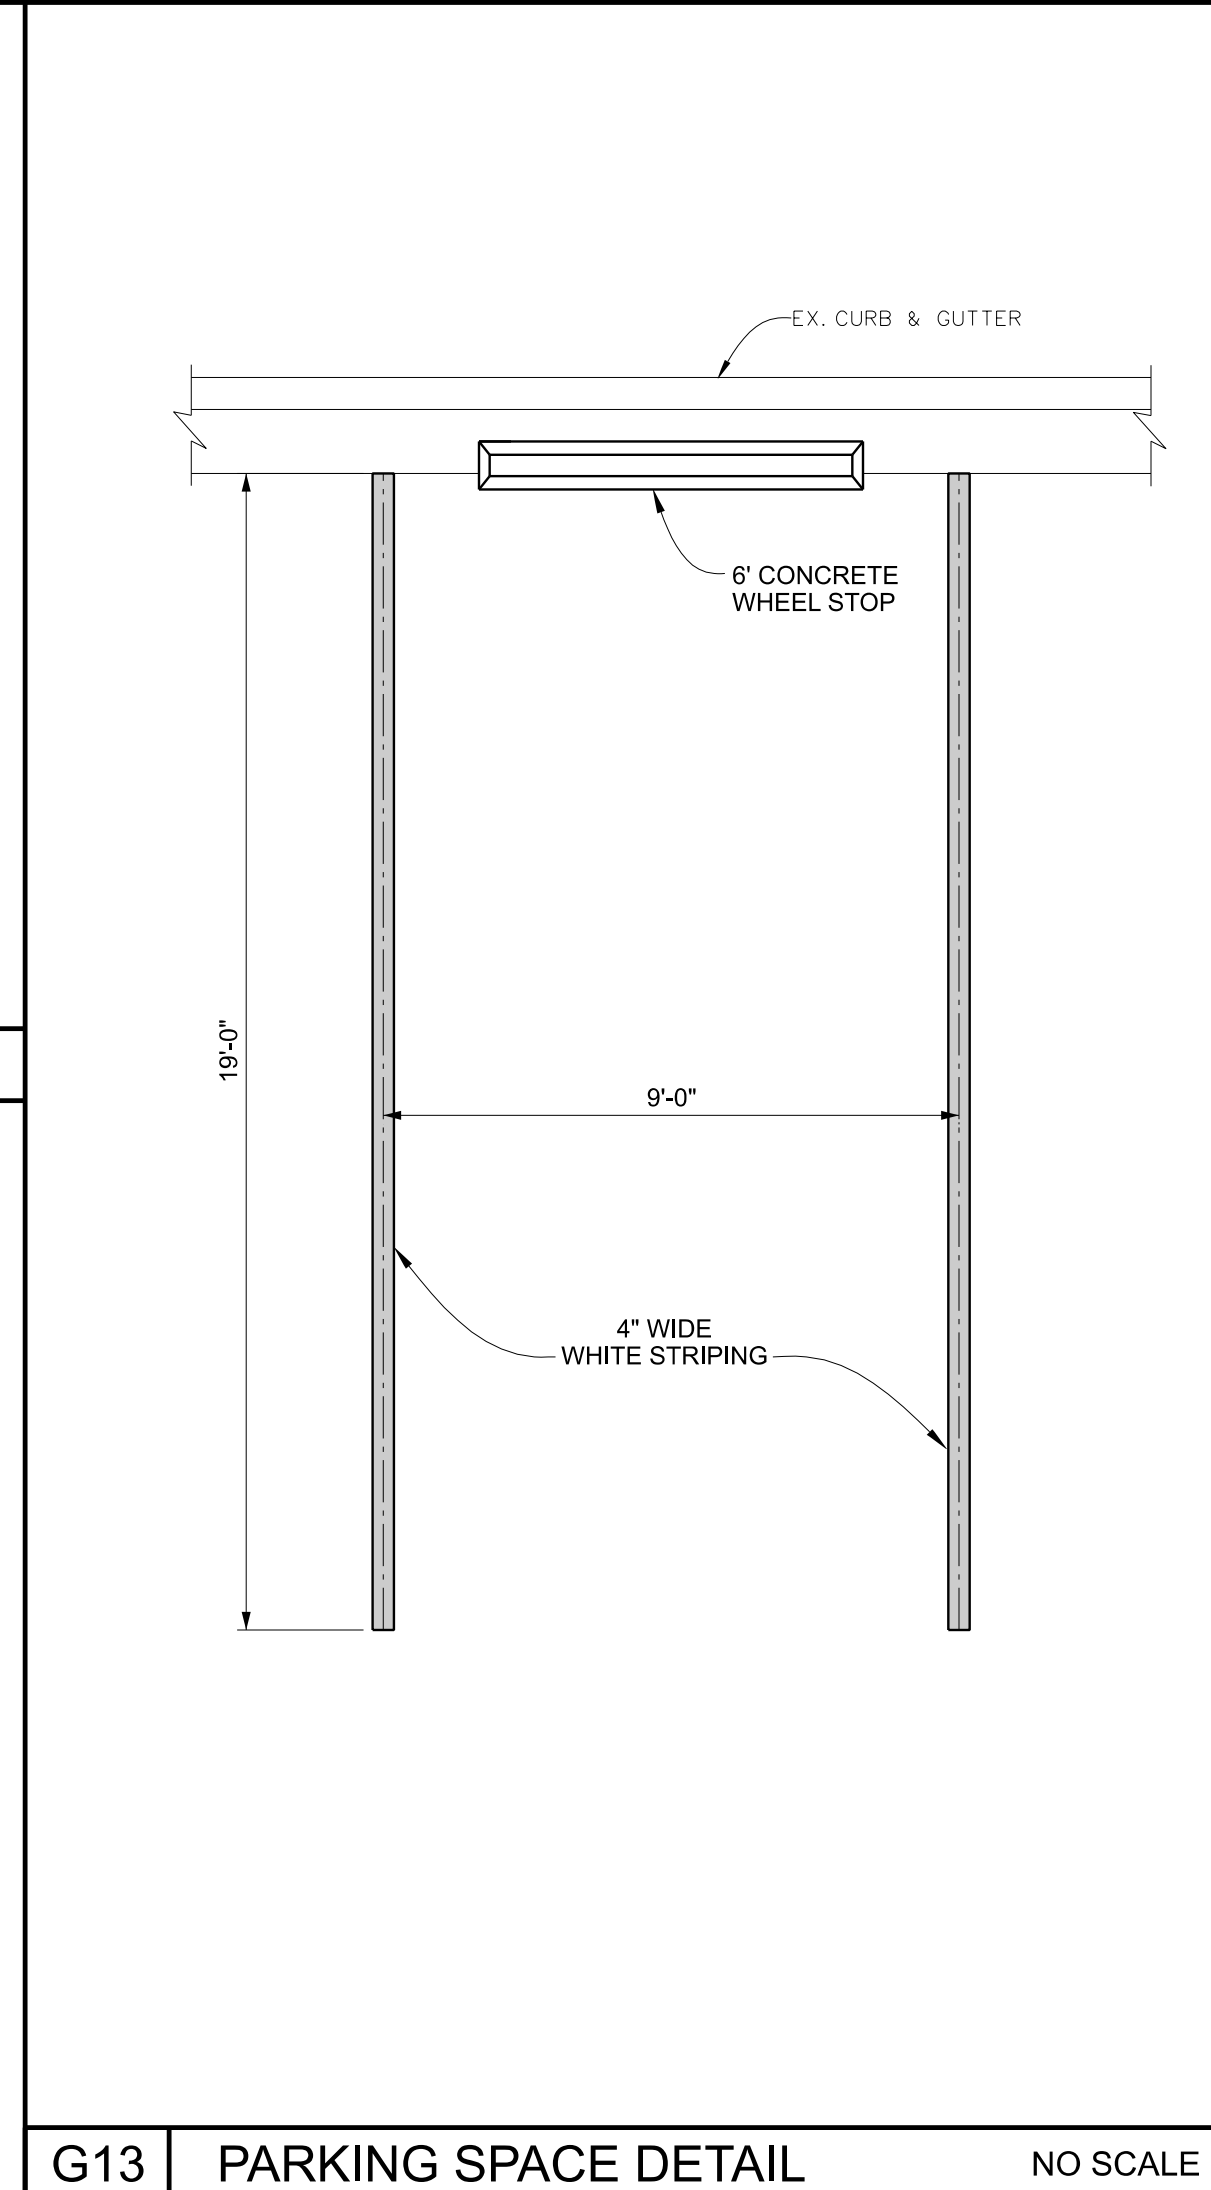 EX. CURB & GUTTER
6' CONCRETE
WHEEL STOP
19'-0"
9'-0"
4" WIDE
WHITE STRIPING
G13 PARKING SPACE DETAIL NO SCALE